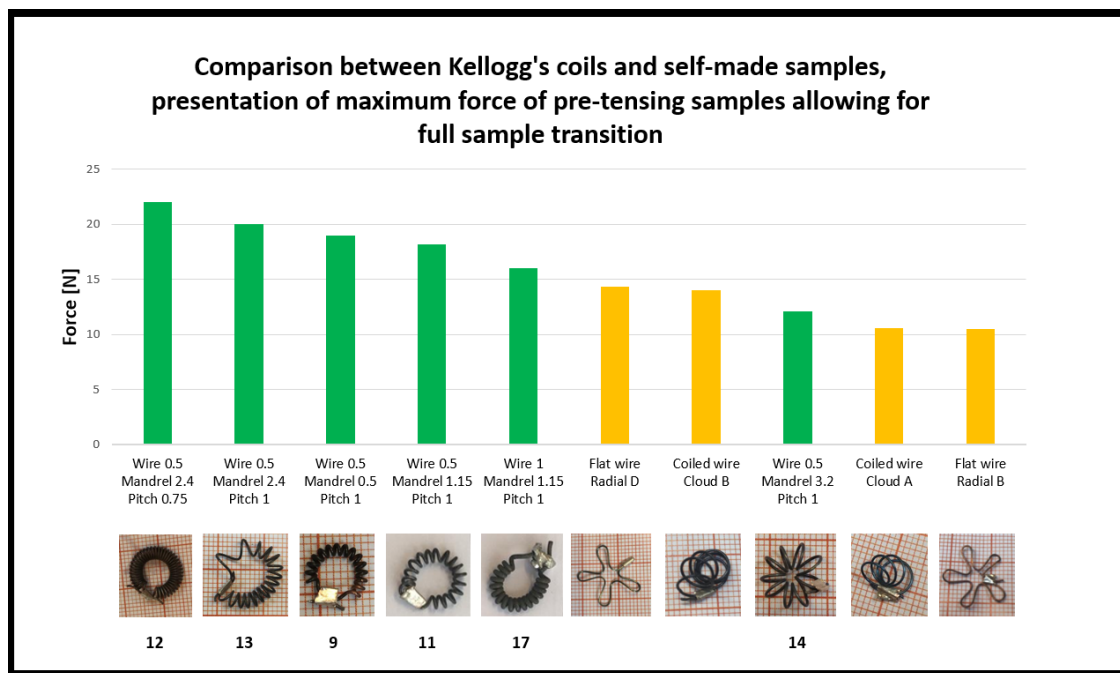 Comparison between Kellogg's coils and self-made samples,
presentation of maximum force of pre-tensing samples allowing for
full sample transition
Force [N]
25
20
15
10
5
0
Wire 0.5
Mandrel 2.4
Pitch 0.75
Wire 0.5
Mandrel 2.4
Pitch 1
Wire 0.5
Mandrel 0.5
Pitch 1
Wire 0.5
Mandrel 1.15
Pitch 1
Wire 1
Mandrel 1.15
Pitch 1
Flat wire
Radial D
Coiled wire
Cloud B
Wire 0.5
Mandrel 3.2
Pitch 1
Coiled wire
Cloud A
Flat wire
Radial B
12
13
9
11
17
14